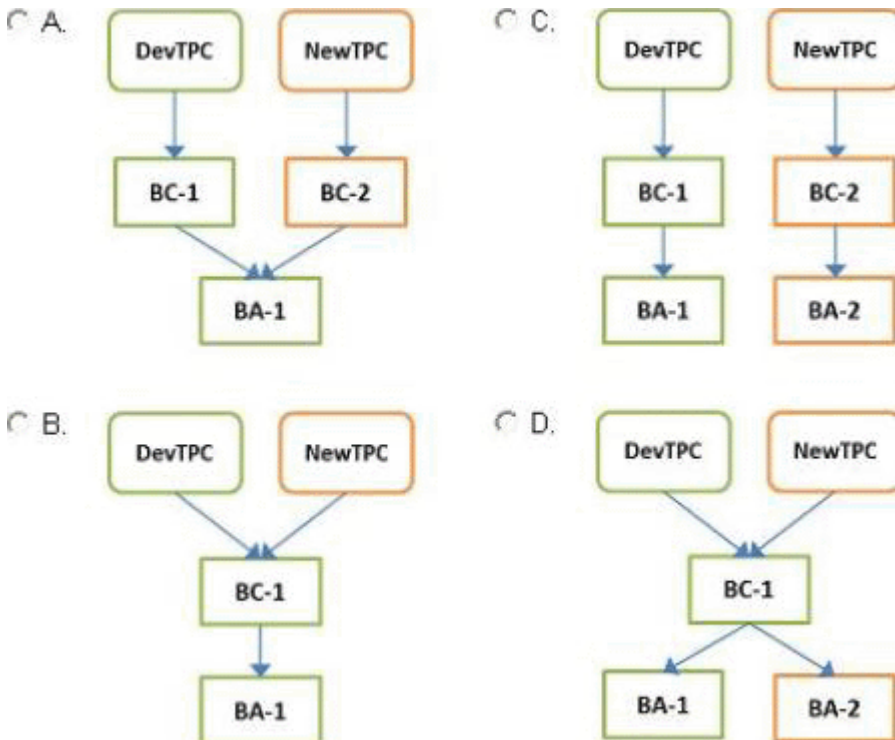 A.
DevTPC NewTPC
BC-1 BC-2
BA-1
C.
DevTPC NewTPC
BC-1 BC-2
BA-1 BA-2
B.
DevTPC NewTPC
BC-1
BA-1
D.
DevTPC NewTPC
BC-1
BA-1 BA-2